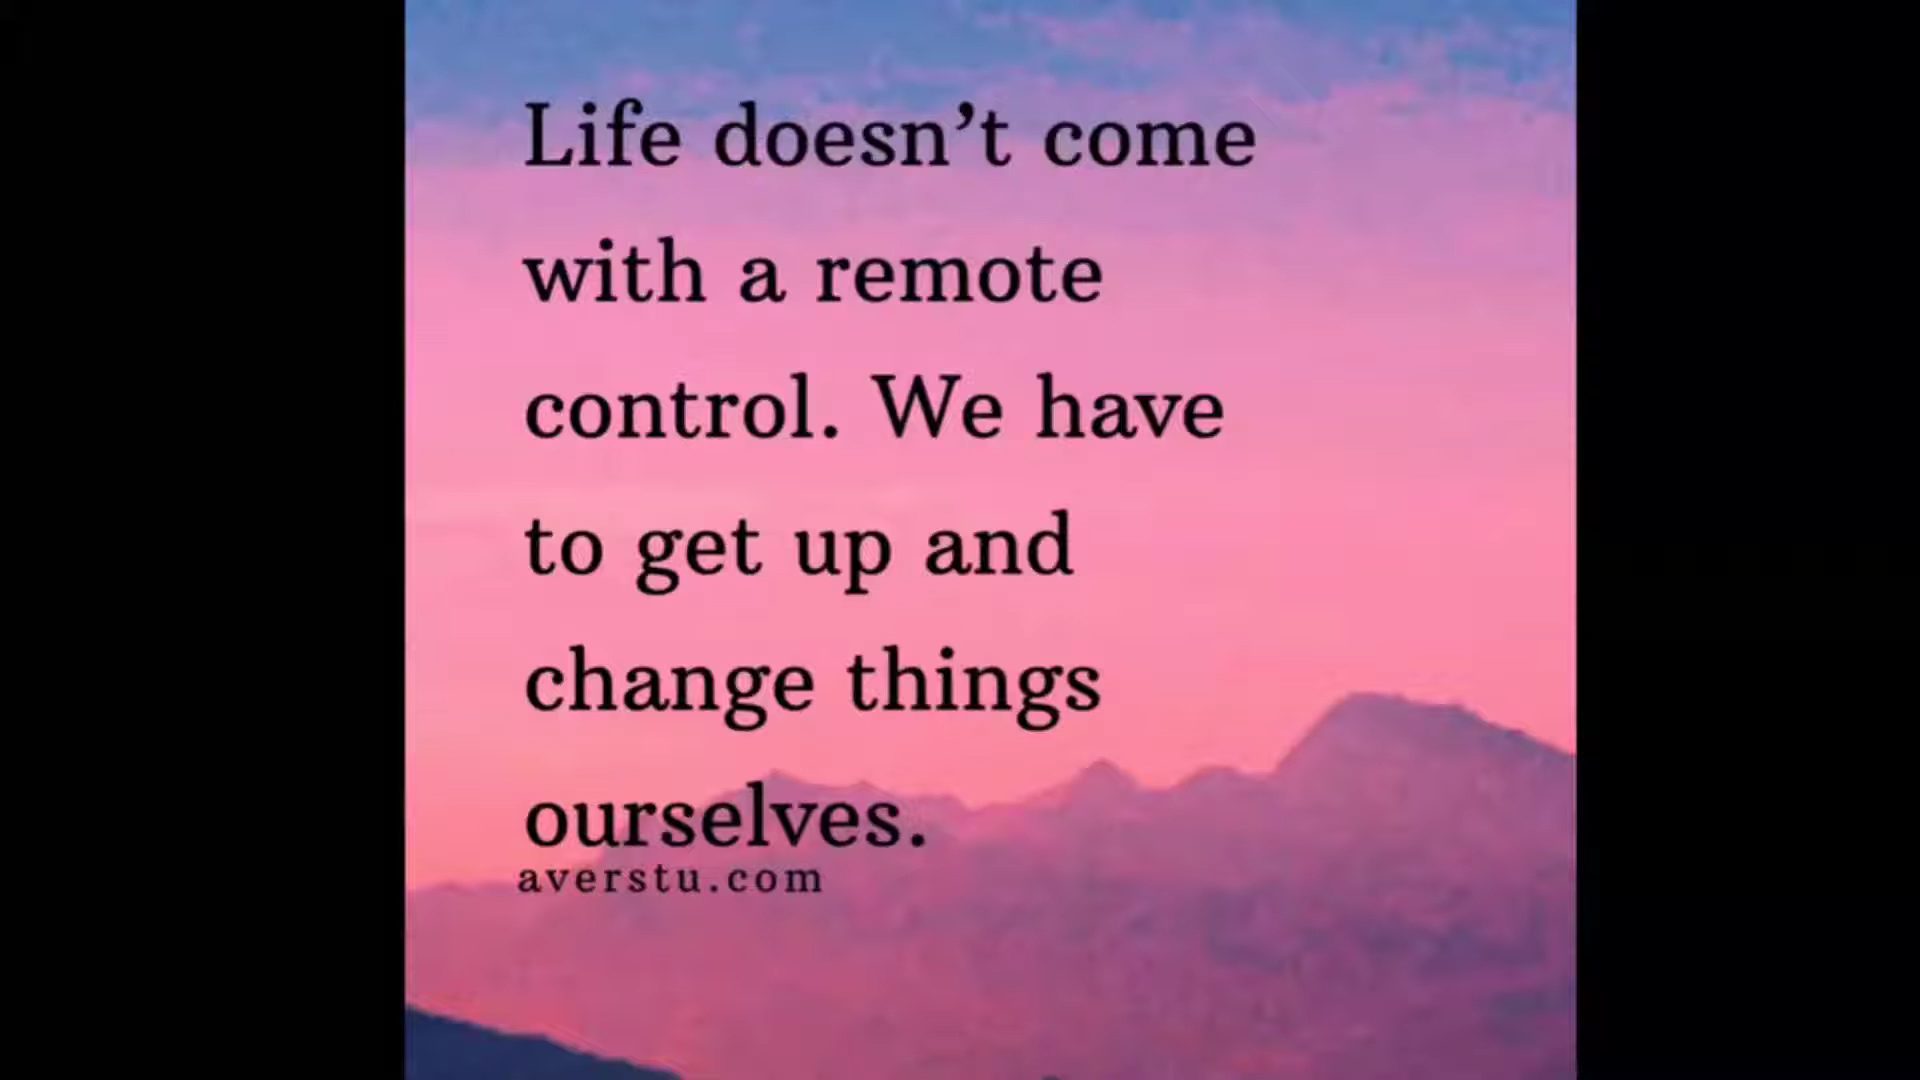 Life doesn’t come
with a remote
control. We have
to get up and
change things
ourselves.
averstu.com